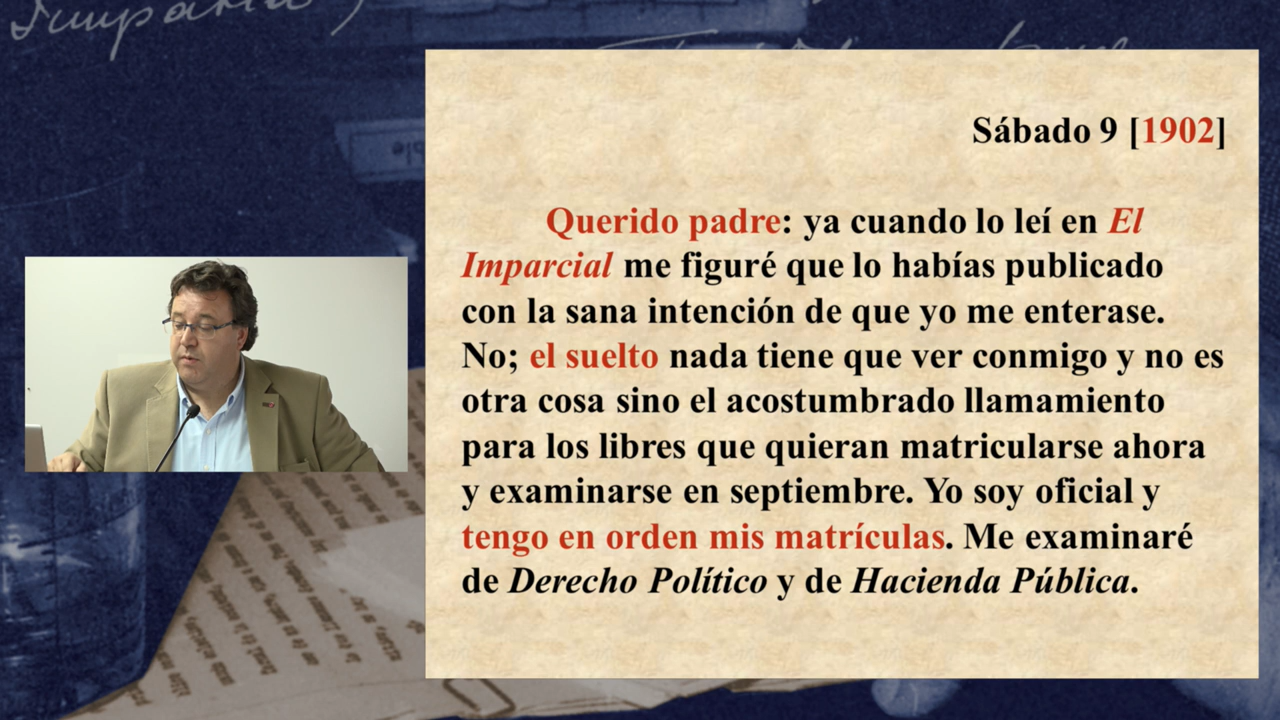 Imparcial
Sábado 9 [1902]
Querido padre: ya cuando lo leí en El
Imparcial me figuré que lo habías publicado
con la sana intención de que yo me enterase.
No; el suelto nada tiene que ver conmigo y no es
otra cosa sino el acostumbrado llamamiento
para los libres que quieran matricularse ahora
y examinarse en septiembre. Yo soy oficial y
tengo en orden mis matrículas. Me examinaré
de Derecho Político y de Hacienda Pública.